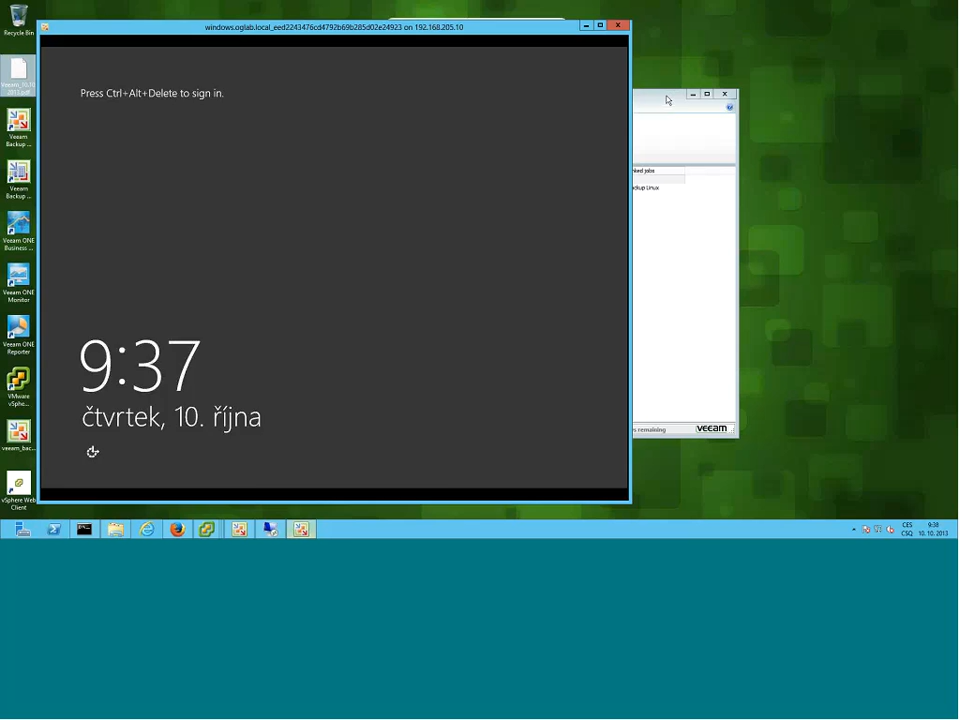 Recycle Bin
windows.oglab.local_eed2243476cd4792b69b285d02e24923 on 192.168.205.10
Press Ctrl+Alt+Delete to sign in.
9:37
čtvrtek, 10. října
Veeam
Backup ...
Veeam
Backup ...
Veeam ONE
Business ...
Veeam ONE
Monitor
Veeam ONE
Reporter
VMware
vSphe...
veeam_bac...
vSphere Web
Client
nked jobs
ackup Linux
s remaining
veeam
CES
CSQ
9:38
10. 10. 2013